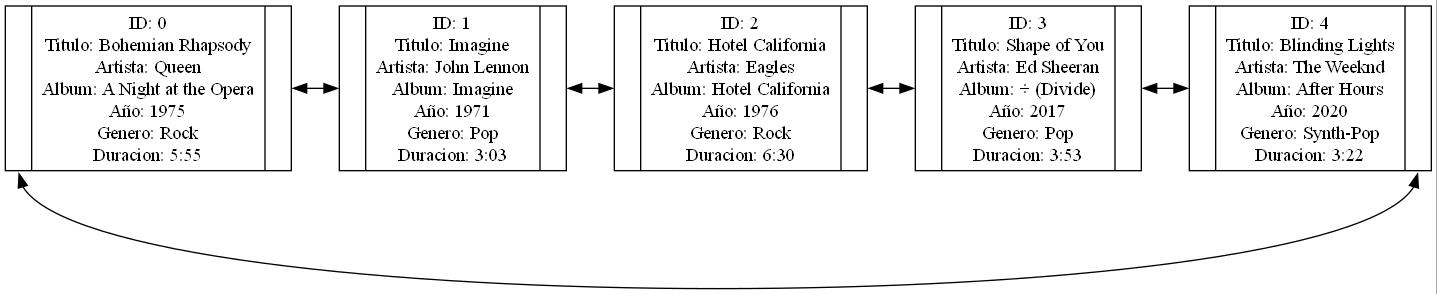 ID: 0
Titulo: Bohemian Rhapsody
Artista: Queen
Album: A Night at the Opera
Año: 1975
Genero: Rock
Duracion: 5:55
ID: 1
Titulo: Imagine
Artista: John Lennon
Album: Imagine
Año: 1971
Genero: Pop
Duracion: 3:03
ID: 2
Titulo: Hotel California
Artista: Eagles
Album: Hotel California
Año: 1976
Genero: Rock
Duracion: 6:30
ID: 3
Titulo: Shape of You
Artista: Ed Sheeran
Album: ÷ (Divide)
Año: 2017
Genero: Pop
Duracion: 3:53
ID: 4
Titulo: Blinding Lights
Artista: The Weeknd
Album: After Hours
Año: 2020
Genero: Synth-Pop
Duracion: 3:22